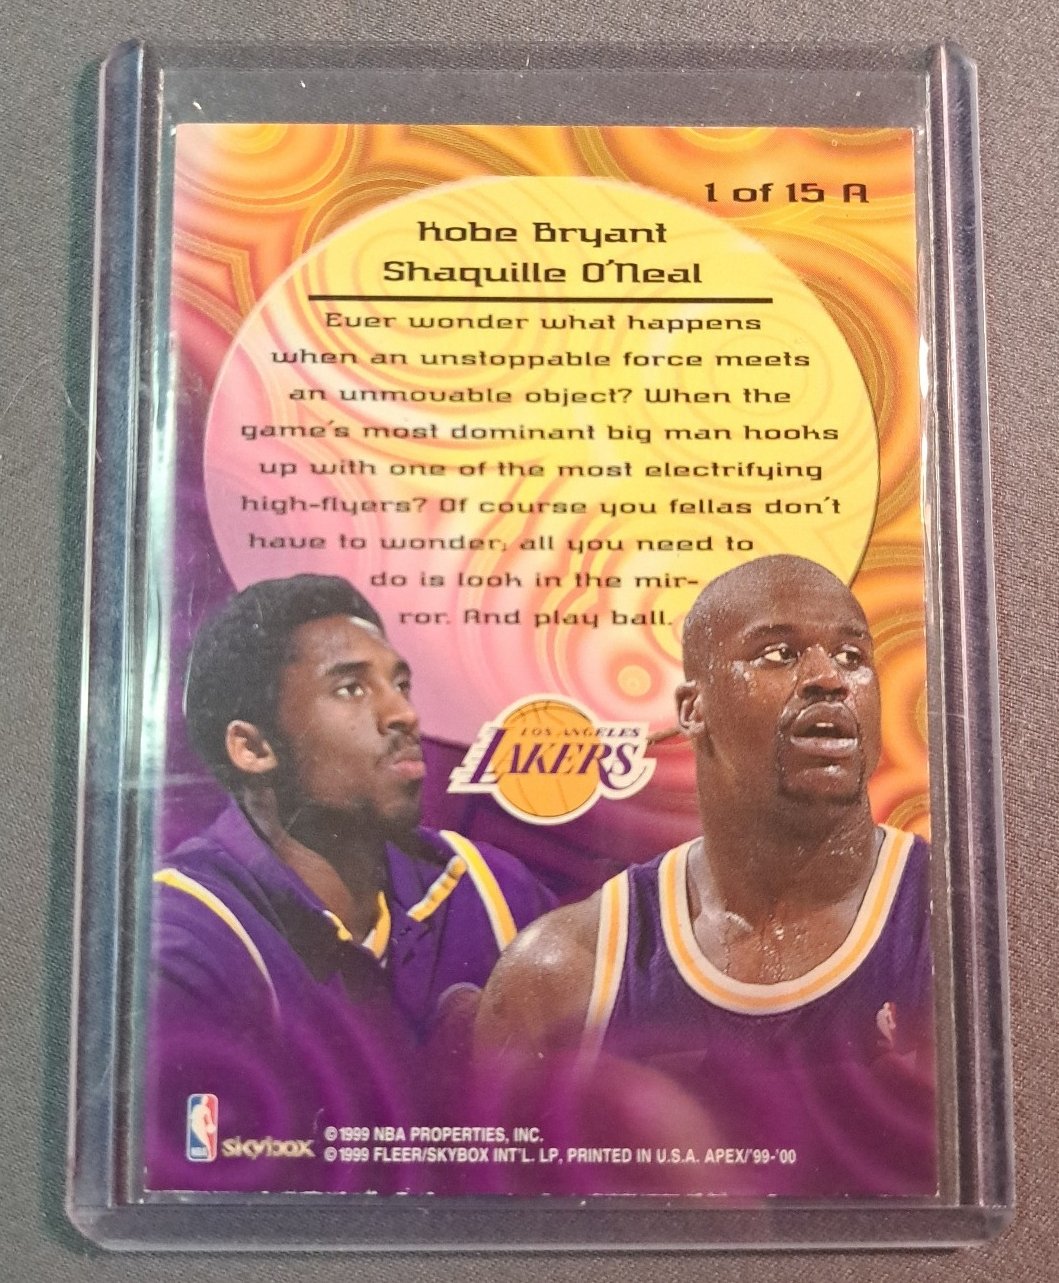 1 of 15 A
Kobe Bryant
Shaquille O'Neal
Ever wonder what happens
when an unstoppable force meets
an unmovable object? When the
game's most dominant big man hooks
up with one of the most electrifying
high-flyers? Of course you fellas don't
have to wonder, all you need to
do is look in the mir-
ror. And play ball.
LOS ANGELES
LAKERS
NBA
skybox
©1999 NBA PROPERTIES, INC.
©1999 FLEER/SKYBOX INT'L. LP, PRINTED IN U.S.A. APEX/'99-'00